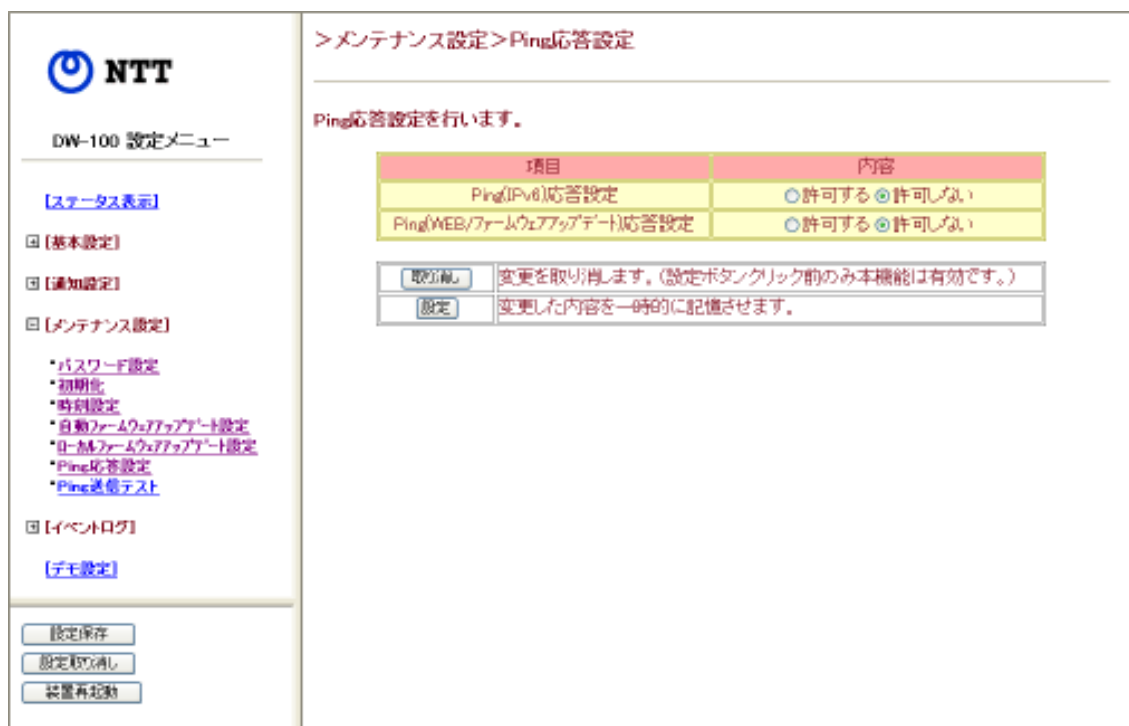 NTT
DW-100 設定メニュー
[ステータス表示]
[基本設定]
[通知設定]
[メンテナンス設定]
・パスワード設定
・初期化
・時刻設定
・自動ファームウェアアップデート設定
・ローカルファームウェアアップデート設定
・Ping応答設定
・Ping送信テスト
[イベントログ]
[デモ設定]
設定保存
設定取り消し
装置再起動
>メンテナンス設定>Ping応答設定
Ping応答設定を行います。
項目 内容
Ping(IPv6)応答設定 許可する 許可しない
Ping(WEB/ファームウェアアップデート)応答設定 許可する 許可しない
取り消し 変更を取り消します。(設定ボタンクリック前のみ本機能は有効です。)
設定 変更した内容を一時的に記憶させます。